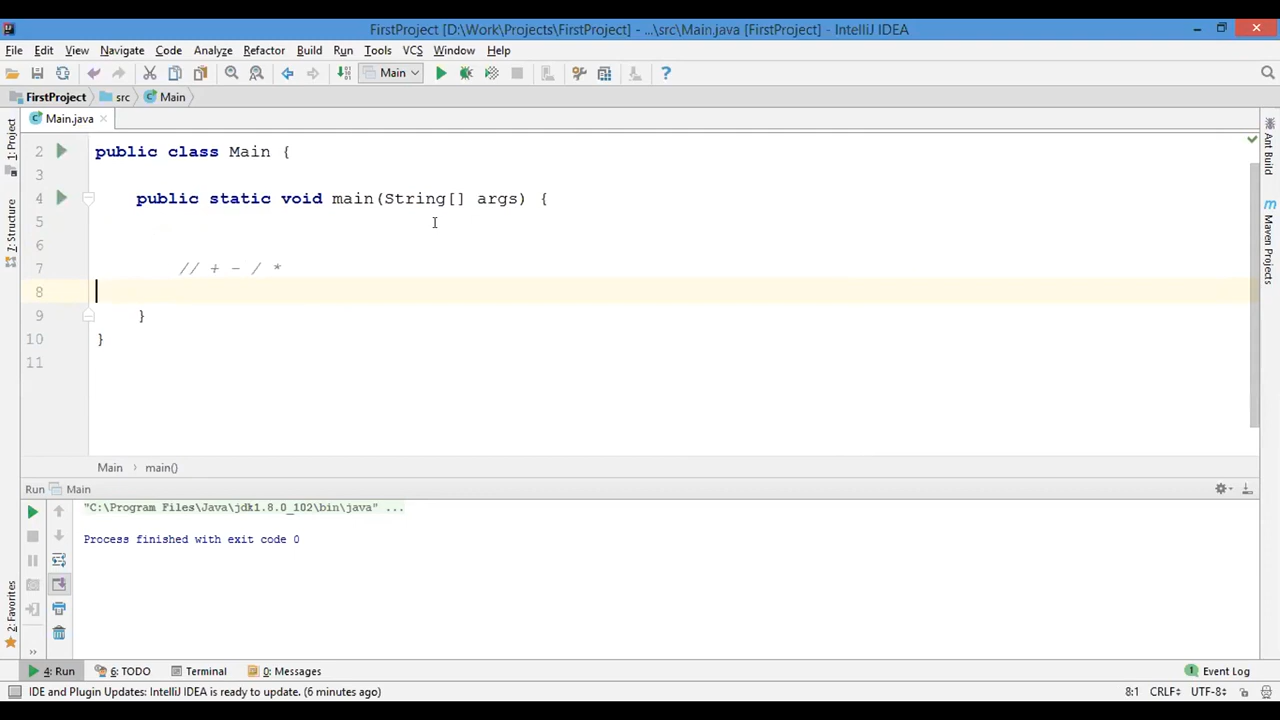 FirstProject [D:\Work\Projects\FirstProject] - ...\src\Main.java [FirstProject] - IntelliJ IDEA
File Edit View Navigate Code Analyze Refactor Build Run Tools VCS Window Help
Main
FirstProject src Main
Main.java
1: Project
7: Structure
2: Favorites
Ant Build
Maven Projects
2 public class Main {
3
4 public static void main(String[] args) {
5
6
7 // + - / *
8
9 }
10 }
11
Main main()
Run Main
"C:\Program Files\Java\jdk1.8.0_102\bin\java" ...
Process finished with exit code 0
4: Run 6: TODO Terminal 0: Messages Event Log
IDE and Plugin Updates: IntelliJ IDEA is ready to update. (6 minutes ago) 8:1 CRLF UTF-8